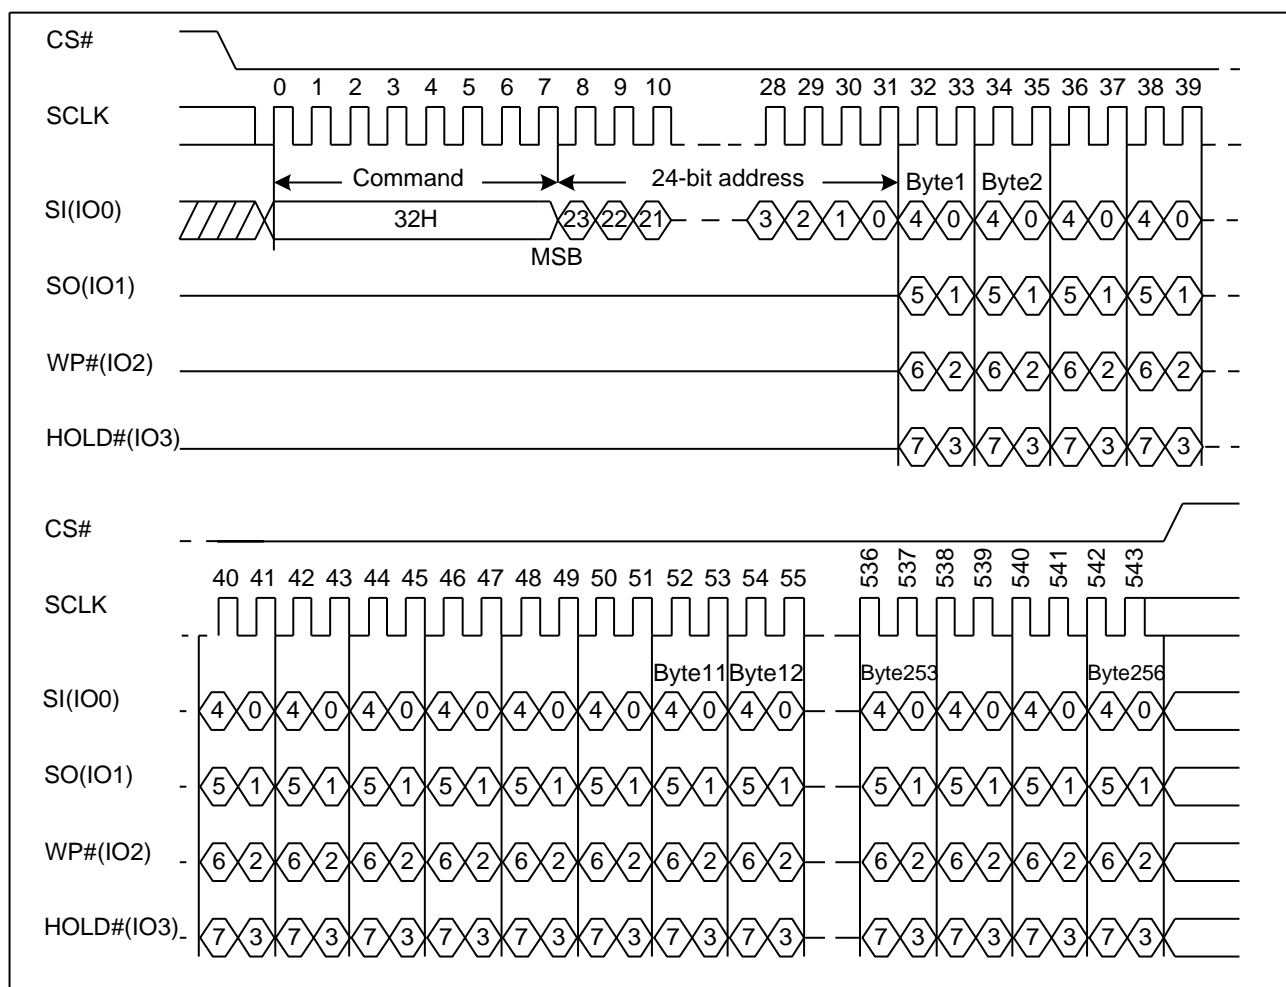 CS#
SCLK
0 1 2 3 4 5 6 7 8 9 10 28 29 30 31 32 33 34 35 36 37 38 39
Command 24-bit address Byte1 Byte2
SI(IO0)
32H 23 22 21 3 2 1 0 4 0 4 0 4 0 4 0
MSB
SO(IO1)
5 1 5 1 5 1 5 1
WP#(IO2)
6 2 6 2 6 2 6 2
HOLD#(IO3)
7 3 7 3 7 3 7 3
CS#
40 41 42 43 44 45 46 47 48 49 50 51 52 53 54 55 536 537 538 539 540 541 542 543
SCLK
Byte11 Byte12 Byte253 Byte256
SI(IO0)
4 0 4 0 4 0 4 0 4 0 4 0 4 0 4 0 4 0 4 0 4 0 4 0
SO(IO1)
5 1 5 1 5 1 5 1 5 1 5 1 5 1 5 1 5 1 5 1 5 1 5 1
WP#(IO2)
6 2 6 2 6 2 6 2 6 2 6 2 6 2 6 2 6 2 6 2 6 2 6 2
HOLD#(IO3)
7 3 7 3 7 3 7 3 7 3 7 3 7 3 7 3 7 3 7 3 7 3 7 3